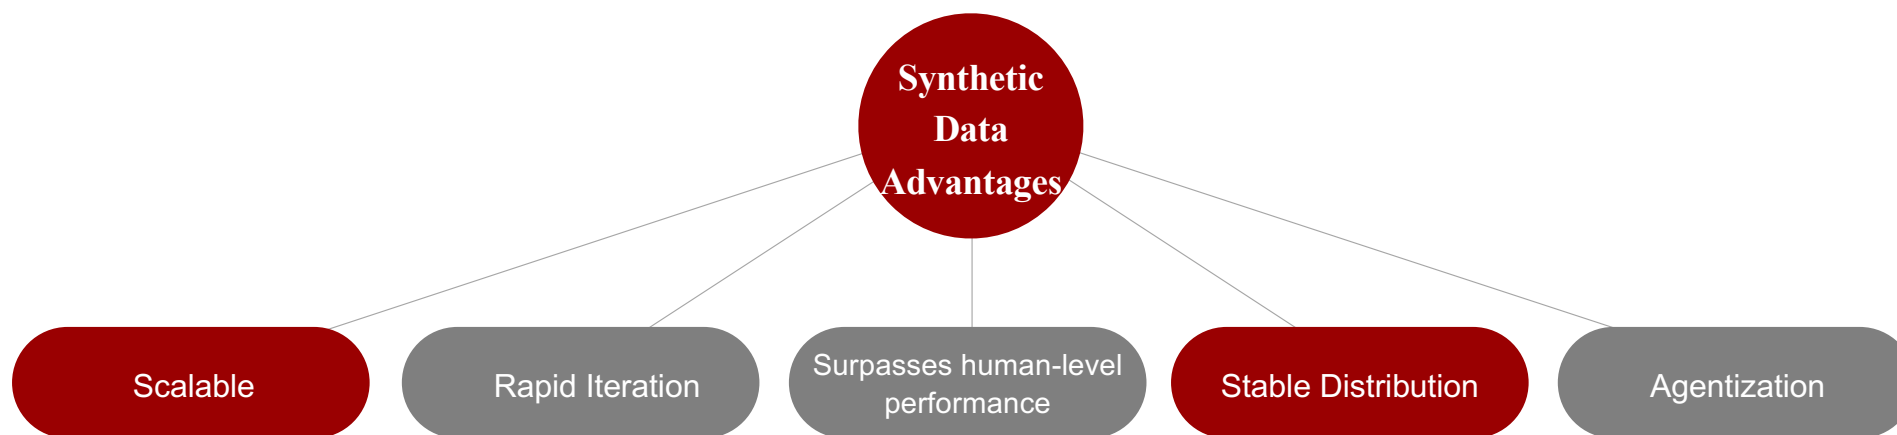 Synthetic
Data
Advantages
Scalable
Rapid Iteration
Surpasses human-level
performance
Stable Distribution
Agentization